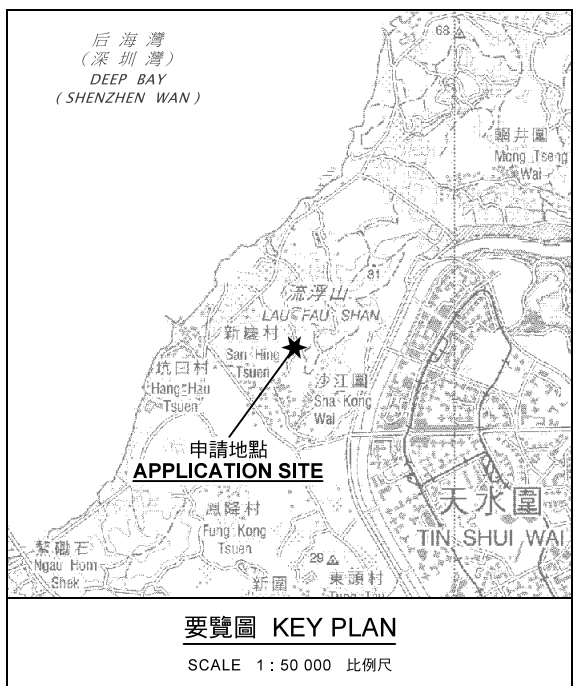 后海灣
(深圳灣)
DEEP BAY
(SHENZHEN WAN)
68
輞井圍
Mong Tseng
Wai
31
流浮山
LAU FAU SHAN
新慶村
San Hing
Tsuen
坑口村
Hang Hau
Tsuen
沙江圍
Sha Kong
Wai
申請地點
APPLICATION SITE
鳳降村
Fung Kong
Tsuen
天水圍
TIN SHUI WAI
鰲磡石
Ngau Hom
Shek
29
新圍
東頭村
要覽圖 KEY PLAN
SCALE 1 : 50 000 比例尺